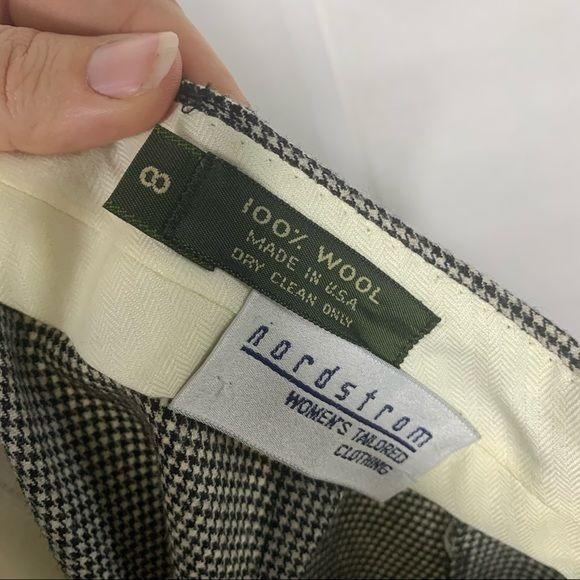 8
100% WOOL
MADE IN U.S.A
DRY CLEAN ONLY
nordstrom
WOMEN'S TAILORED
CLOTHING